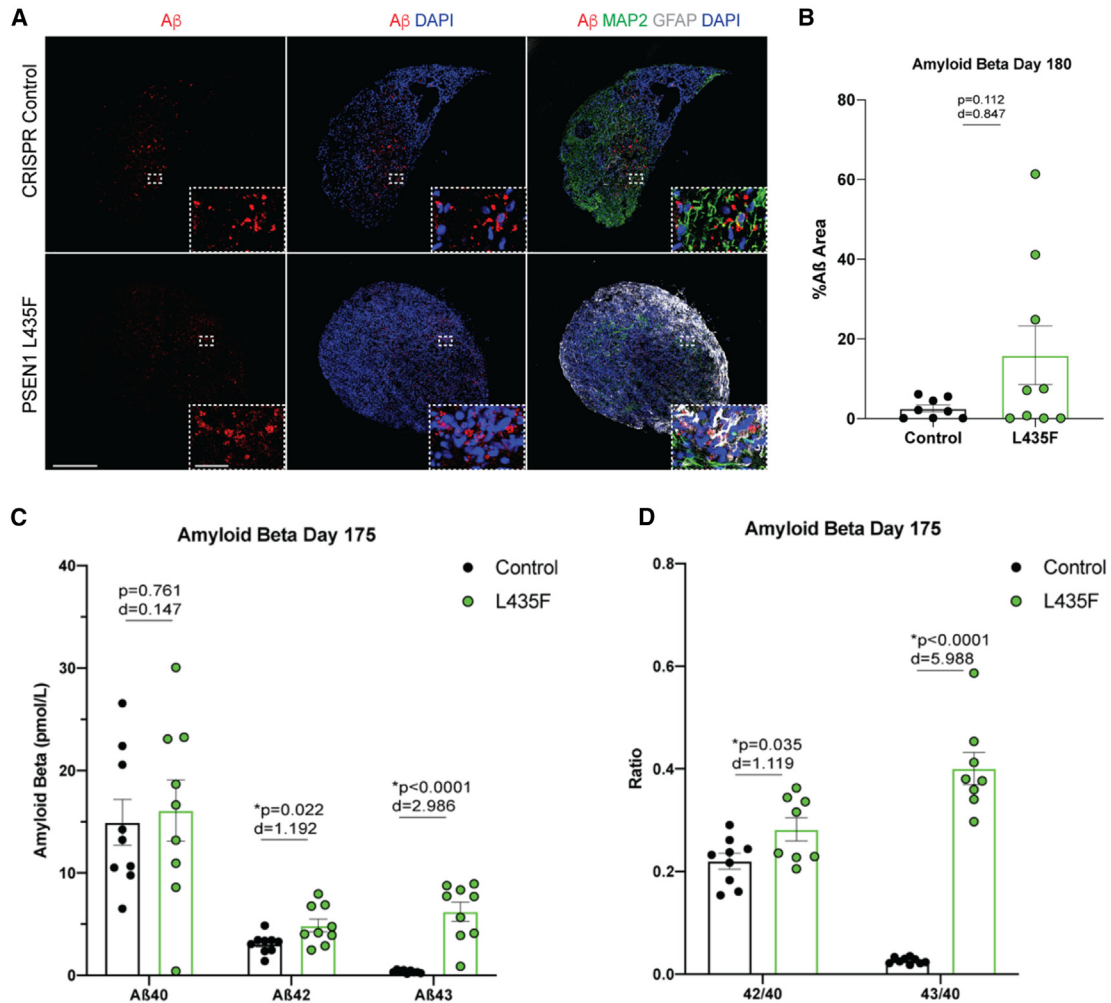 A
Aβ
Aβ DAPI
Aβ MAP2 GFAP DAPI
CRISPR Control
PSEN1 L435F
B
Amyloid Beta Day 180
p=0.112
d=0.847
%Aß Area
80
60
40
20
0
Control
L435F
C
Amyloid Beta Day 175
Control
L435F
p=0.761
d=0.147
*p=0.022
d=1.192
*p<0.0001
d=2.986
Amyloid Beta (pmol/L)
40
30
15
10
5
0
Aß40
Aß42
Aß43
D
Amyloid Beta Day 175
Control
L435F
*p=0.035
d=1.119
*p<0.0001
d=5.988
Ratio
0.8
0.6
0.4
0.2
0.0
42/40
43/40